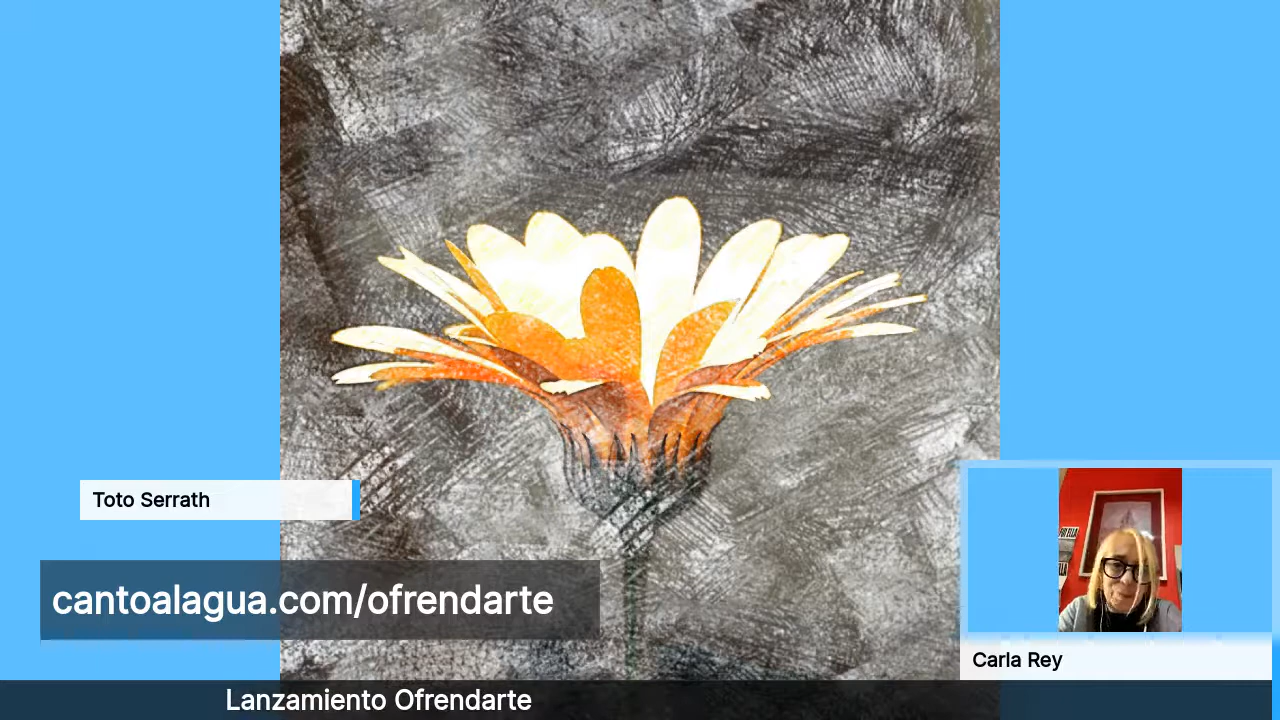 Toto Serrath
cantoalagua.com/ofrendarte
Carla Rey
Lanzamiento Ofrendarte